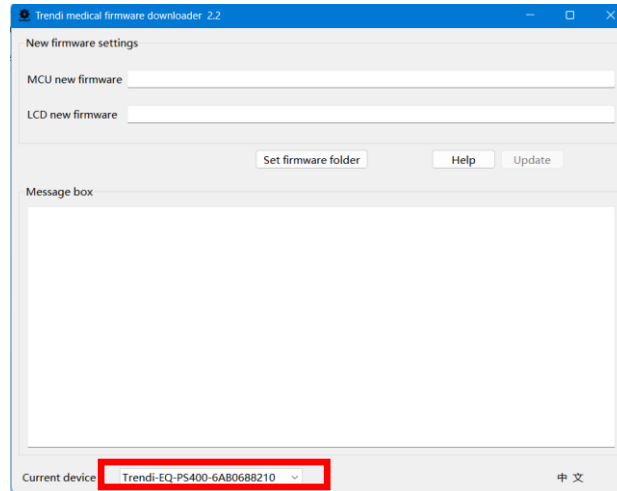 Trendi medical firmware downloader 2.2
New firmware settings
MCU new firmware
LCD new firmware
Set firmware folder Help Update
Message box
Current device Trendi-EQ-PS400-6AB0688210 中文